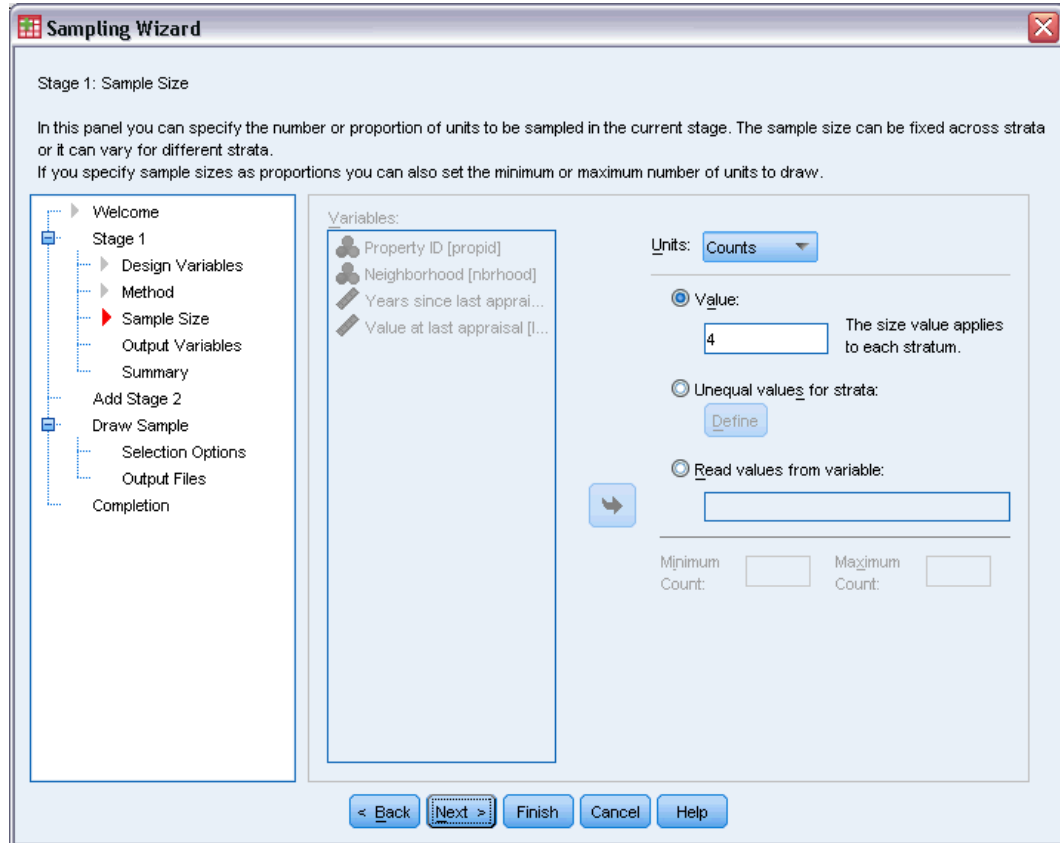 Sampling Wizard
Stage 1: Sample Size
In this panel you can specify the number or proportion of units to be sampled in the current stage. The sample size can be fixed across strata
or it can vary for different strata.
If you specify sample sizes as proportions you can also set the minimum or maximum number of units to draw.
Welcome
Stage 1
Design Variables
Method
Sample Size
Output Variables
Summary
Add Stage 2
Draw Sample
Selection Options
Output Files
Completion
Variables:
Property ID [propid]
Neighborhood [nbrhood]
Years since last apprai...
Value at last appraisal [l...
Units: Counts
Value:
4
The size value applies
to each stratum.
Unequal values for strata:
Define
Read values from variable:
Minimum
Count:
Maximum
Count:
< Back
Next >
Finish
Cancel
Help